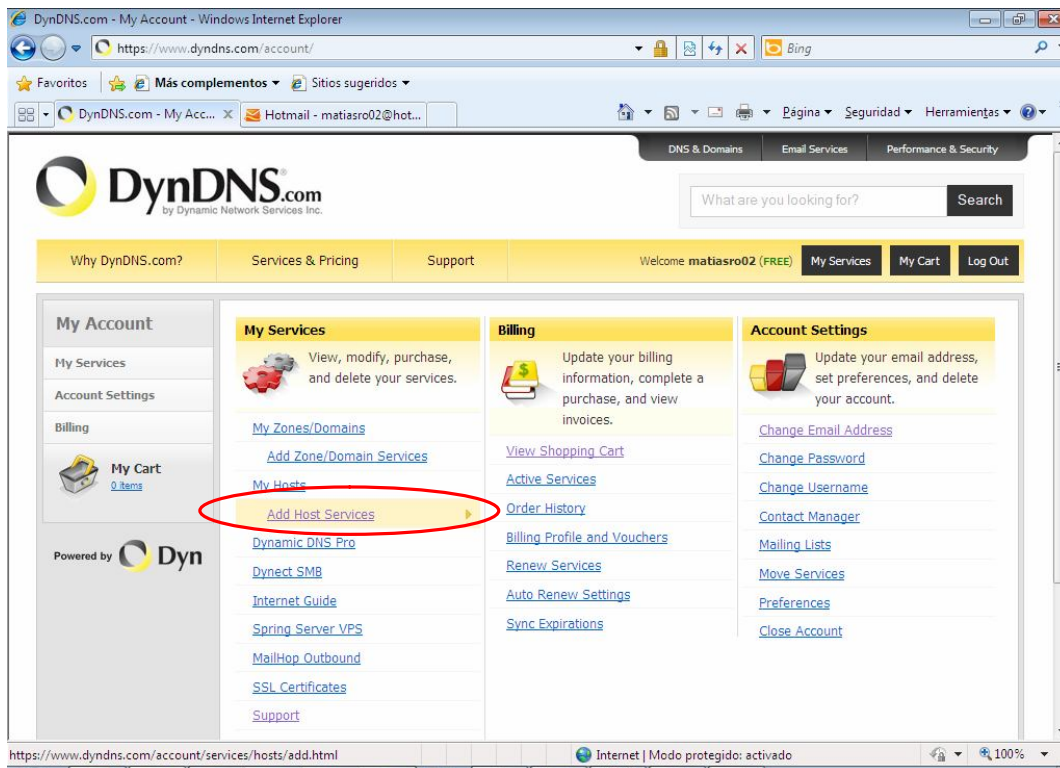 DynDNS.com - My Account - Windows Internet Explorer
https://www.dyndns.com/account/
Bing
Favoritos
Más complementos
Sitios sugeridos
DynDNS.com - My Acc...
Hotmail - matiasro02@hot...
Página
Seguridad
Herramientas
DNS & Domains
Email Services
Performance & Security
DynDNS.com
by Dynamic Network Services Inc.
What are you looking for?
Search
Why DynDNS.com?
Services & Pricing
Support
Welcome matiasro02 (FREE)
My Services
My Cart
Log Out
My Account
My Services
Account Settings
Billing
My Cart
0 items
Powered by Dyn
My Services
View, modify, purchase,
and delete your services.
My Zones/Domains
Add Zone/Domain Services
My Hosts
Add Host Services
Dynamic DNS Pro
Dynect SMB
Internet Guide
Spring Server VPS
MailHop Outbound
SSL Certificates
Support
Billing
Update your billing
information, complete a
purchase, and view
invoices.
View Shopping Cart
Active Services
Order History
Billing Profile and Vouchers
Renew Services
Auto Renew Settings
Sync Expirations
Account Settings
Update your email address,
set preferences, and delete
your account.
Change Email Address
Change Password
Change Username
Contact Manager
Mailing Lists
Move Services
Preferences
Close Account
https://www.dyndns.com/account/services/hosts/add.html
Internet | Modo protegido: activado
100%